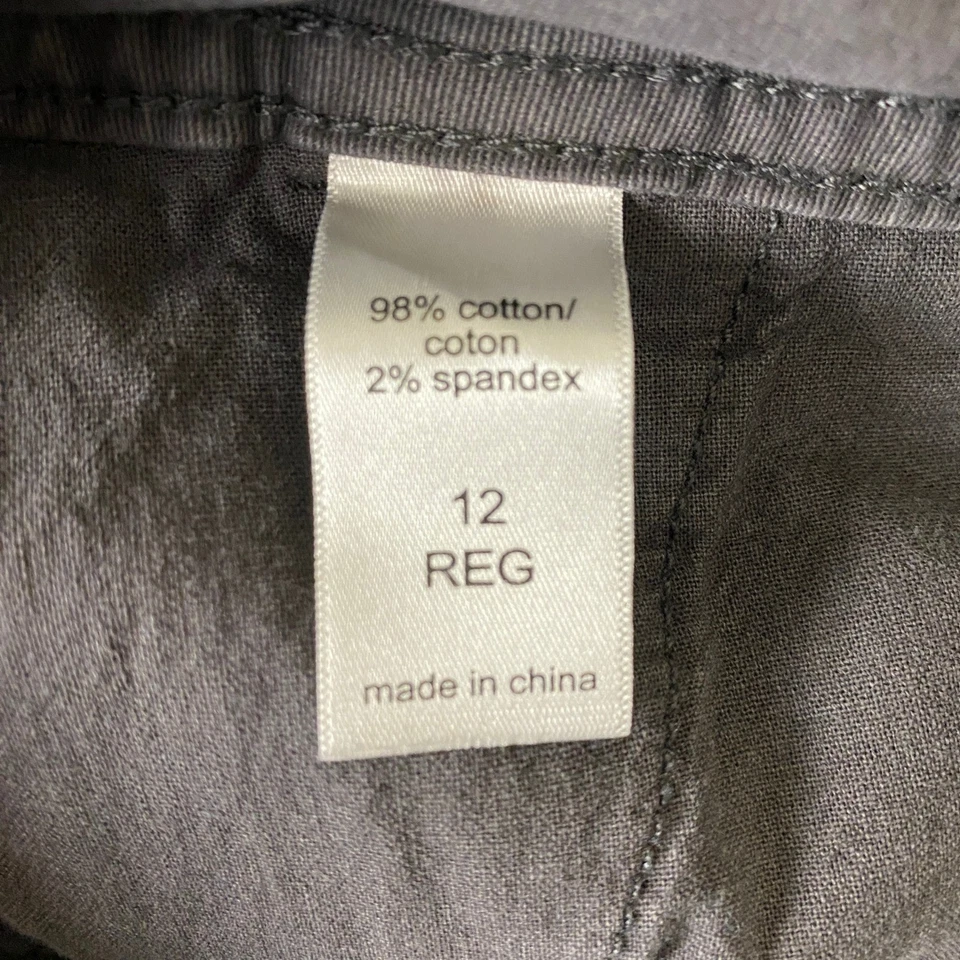 98% cotton/
coton
2% spandex
12
REG
made in china